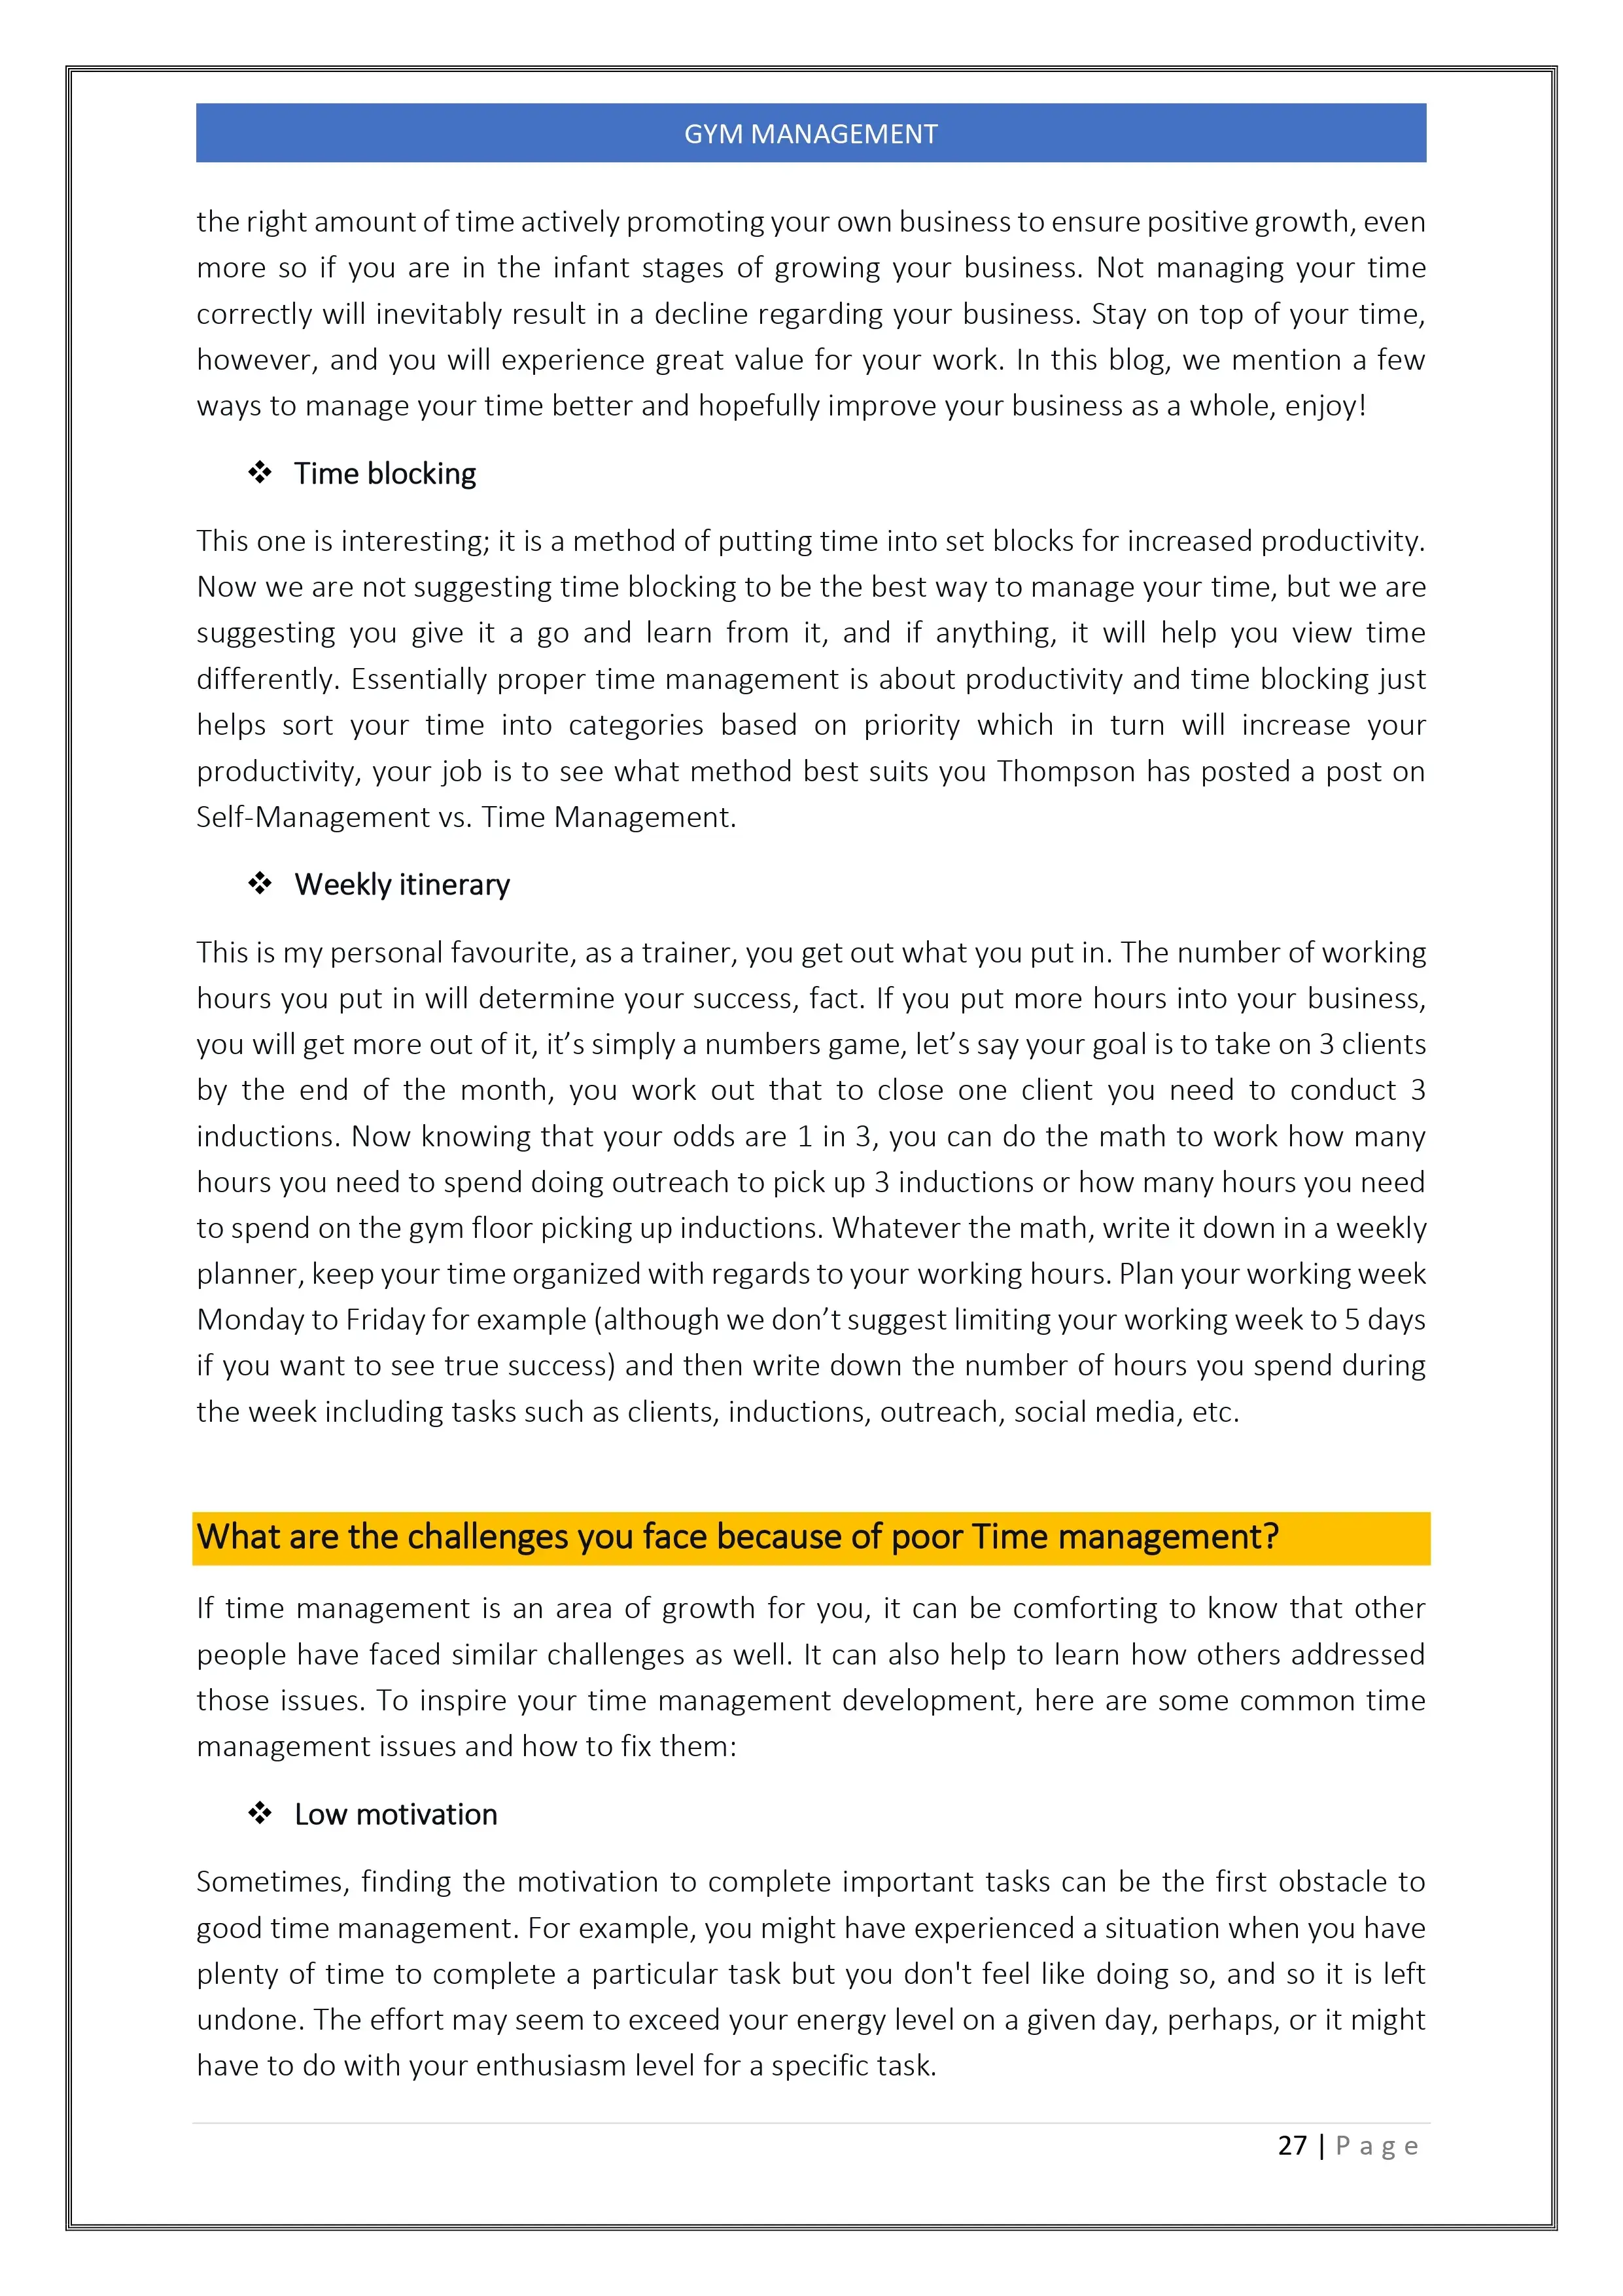 GYM MANAGEMENT
the right amount of time actively promoting your own business to ensure positive growth, even
more so if you are in the infant stages of growing your business. Not managing your time
correctly will inevitably result in a decline regarding your business. Stay on top of your time,
however, and you will experience great value for your work. In this blog, we mention a few
ways to manage your time better and hopefully improve your business as a whole, enjoy!
❖ Time blocking
This one is interesting; it is a method of putting time into set blocks for increased productivity.
Now we are not suggesting time blocking to be the best way to manage your time, but we are
suggesting you give it a go and learn from it, and if anything, it will help you view time
differently. Essentially proper time management is about productivity and time blocking just
helps sort your time into categories based on priority which in turn will increase your
productivity, your job is to see what method best suits you Thompson has posted a post on
Self-Management vs. Time Management.
❖ Weekly itinerary
This is my personal favourite, as a trainer, you get out what you put in. The number of working
hours you put in will determine your success, fact. If you put more hours into your business,
you will get more out of it, it’s simply a numbers game, let’s say your goal is to take on 3 clients
by the end of the month, you work out that to close one client you need to conduct 3
inductions. Now knowing that your odds are 1 in 3, you can do the math to work how many
hours you need to spend doing outreach to pick up 3 inductions or how many hours you need
to spend on the gym floor picking up inductions. Whatever the math, write it down in a weekly
planner, keep your time organized with regards to your working hours. Plan your working week
Monday to Friday for example (although we don’t suggest limiting your working week to 5 days
if you want to see true success) and then write down the number of hours you spend during
the week including tasks such as clients, inductions, outreach, social media, etc.
What are the challenges you face because of poor Time management?
If time management is an area of growth for you, it can be comforting to know that other
people have faced similar challenges as well. It can also help to learn how others addressed
those issues. To inspire your time management development, here are some common time
management issues and how to fix them:
❖ Low motivation
Sometimes, finding the motivation to complete important tasks can be the first obstacle to
good time management. For example, you might have experienced a situation when you have
plenty of time to complete a particular task but you don't feel like doing so, and so it is left
undone. The effort may seem to exceed your energy level on a given day, perhaps, or it might
have to do with your enthusiasm level for a specific task.
27 | Page